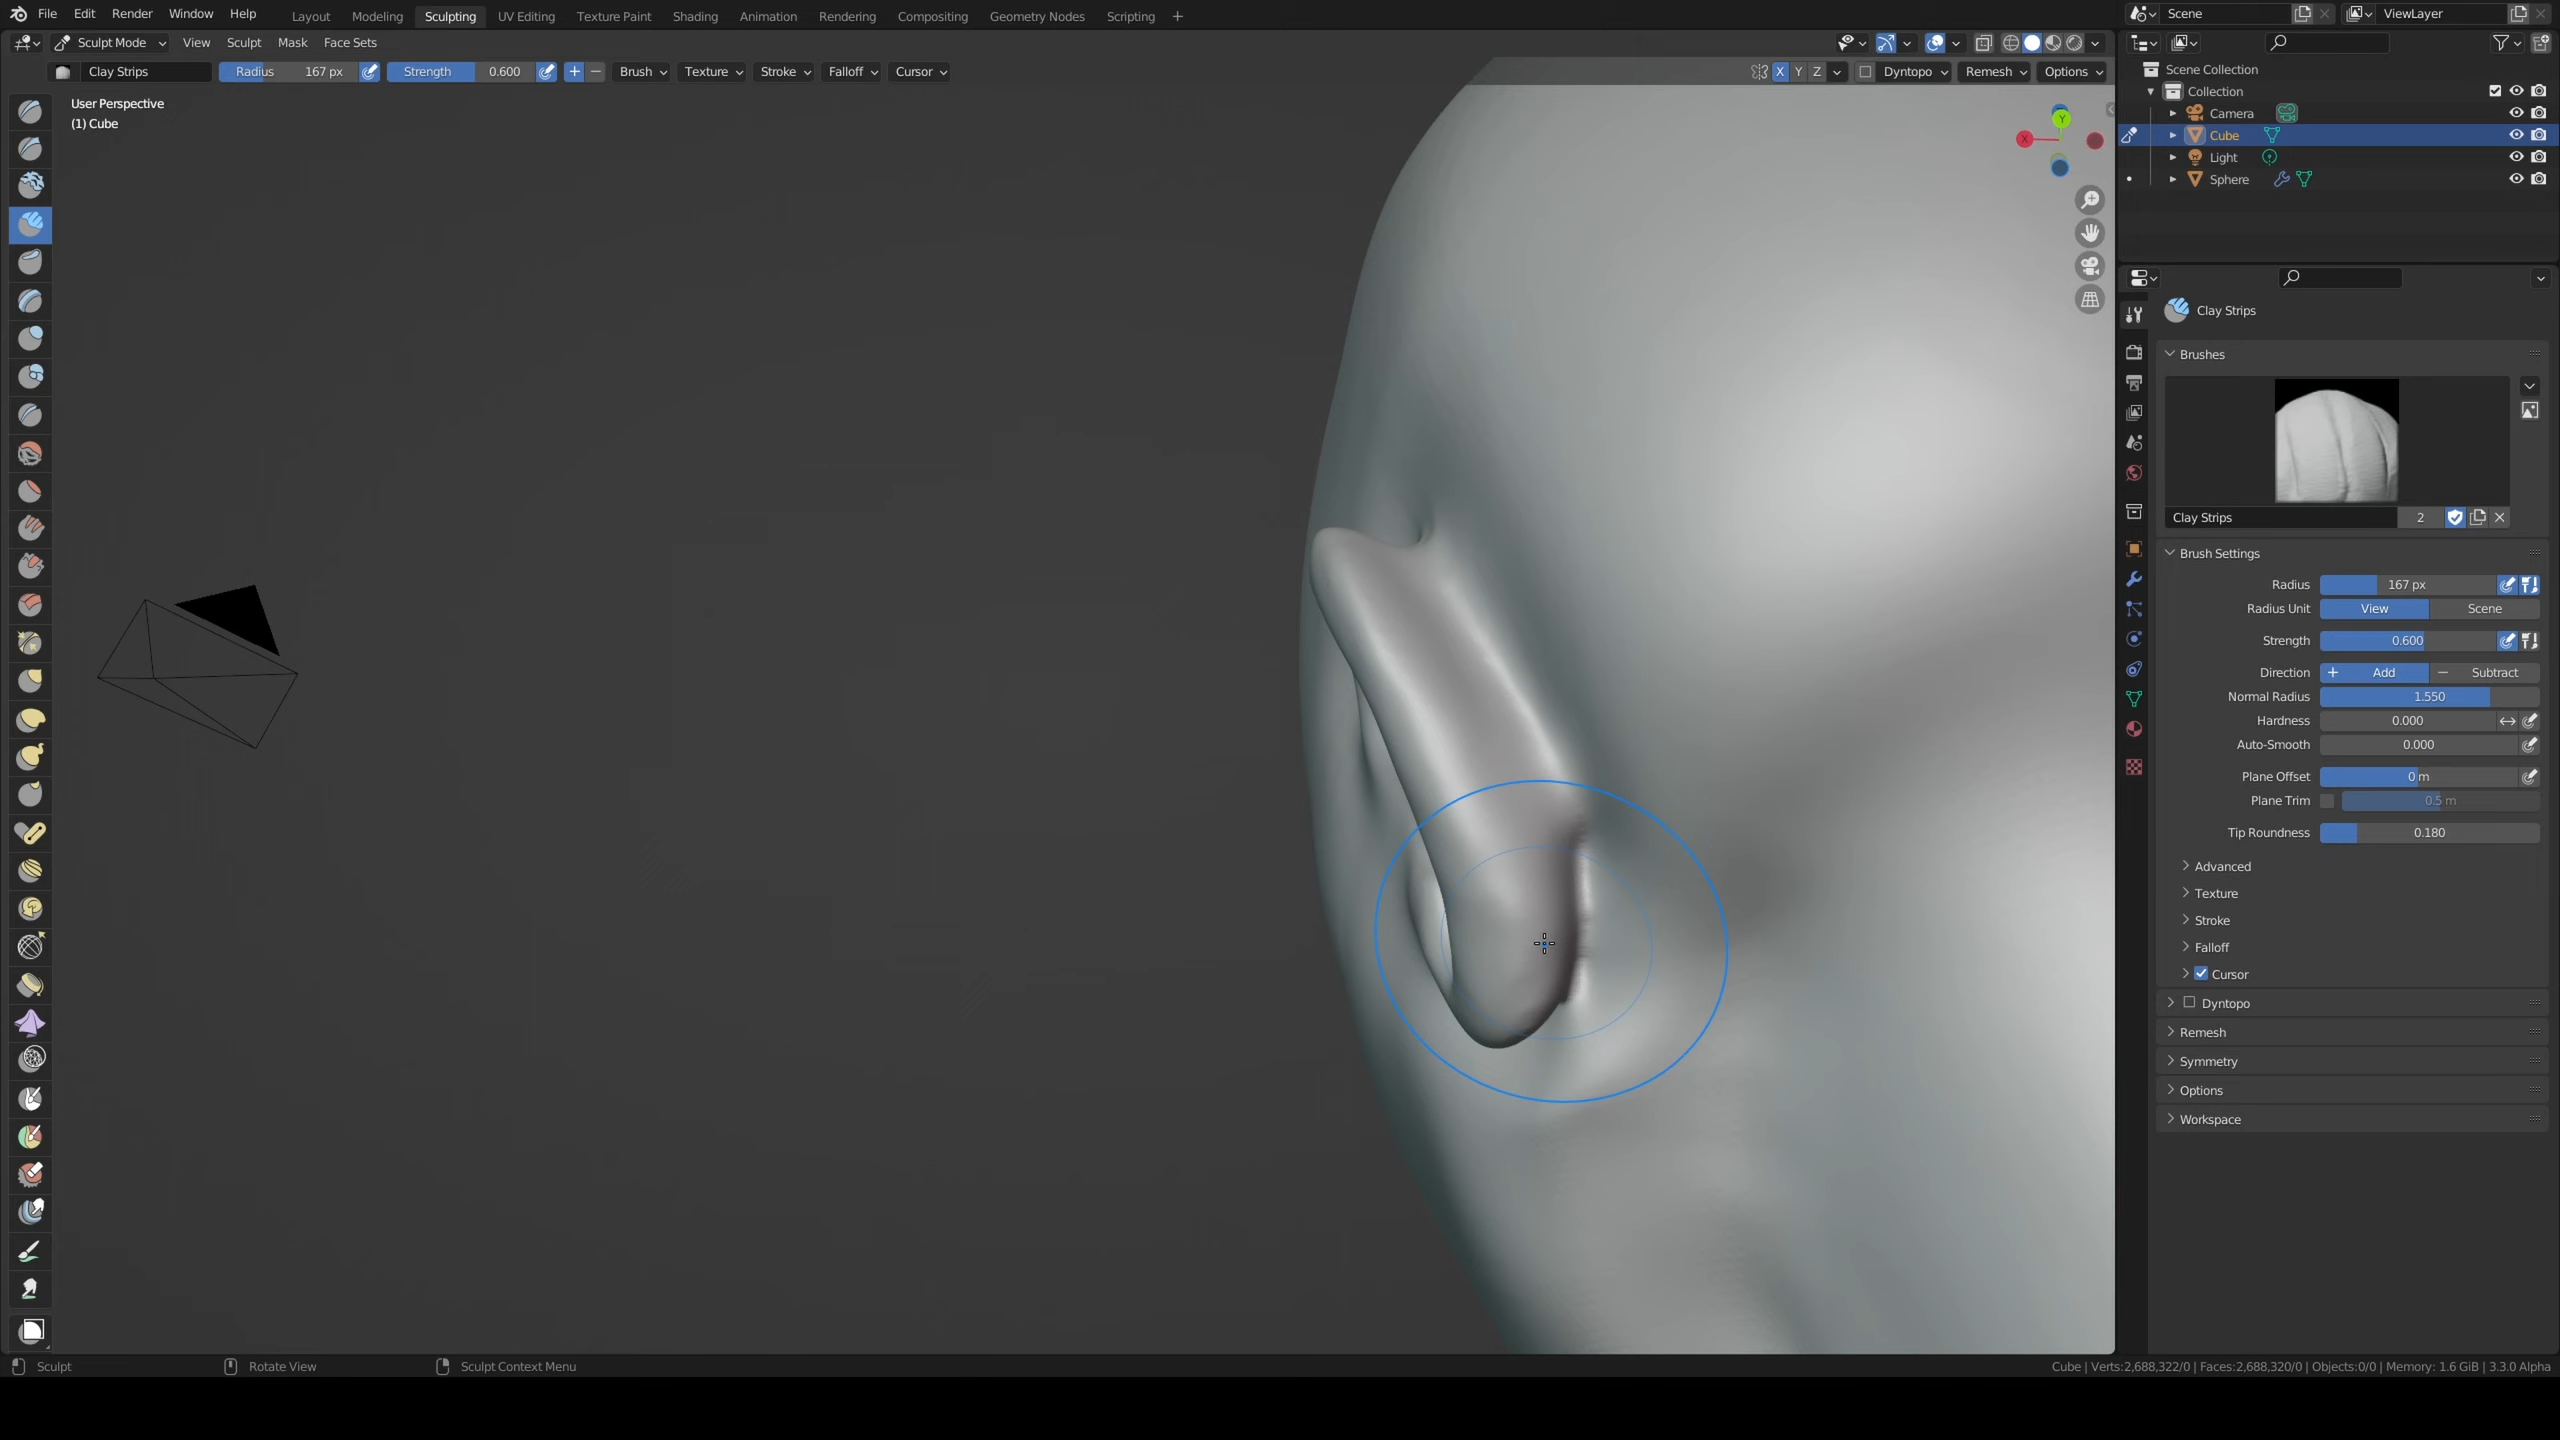 File Edit Render Window Help Layout Modeling Sculpting UV Editing Texture Paint Shading Animation Rendering Compositing Geometry Nodes Scripting + Scene ViewLayer
Sculpt Mode View Sculpt Mask Face Sets
Clay Strips Radius 167 px Strength 0.600 + − Brush Texture Stroke Falloff Cursor X Y Z Dyntopo Remesh Options
User Perspective
(1) Cube
Y
X
Scene Collection
Collection
Camera
Cube
Light
Sphere
Clay Strips
Brushes
Clay Strips 2
Brush Settings
Radius 167 px
Radius Unit View Scene
Strength 0.600
Direction + Add − Subtract
Normal Radius 1.550
Hardness 0.000
Auto-Smooth 0.000
Plane Offset 0 m
Plane Trim 0.5 m
Tip Roundness 0.180
Advanced
Texture
Stroke
Falloff
Cursor
Dyntopo
Remesh
Symmetry
Options
Workspace
Sculpt Rotate View Sculpt Context Menu Cube | Verts:2,688,322/0 | Faces:2,688,320/0 | Objects:0/0 | Memory: 1.6 GiB | 3.3.0 Alpha